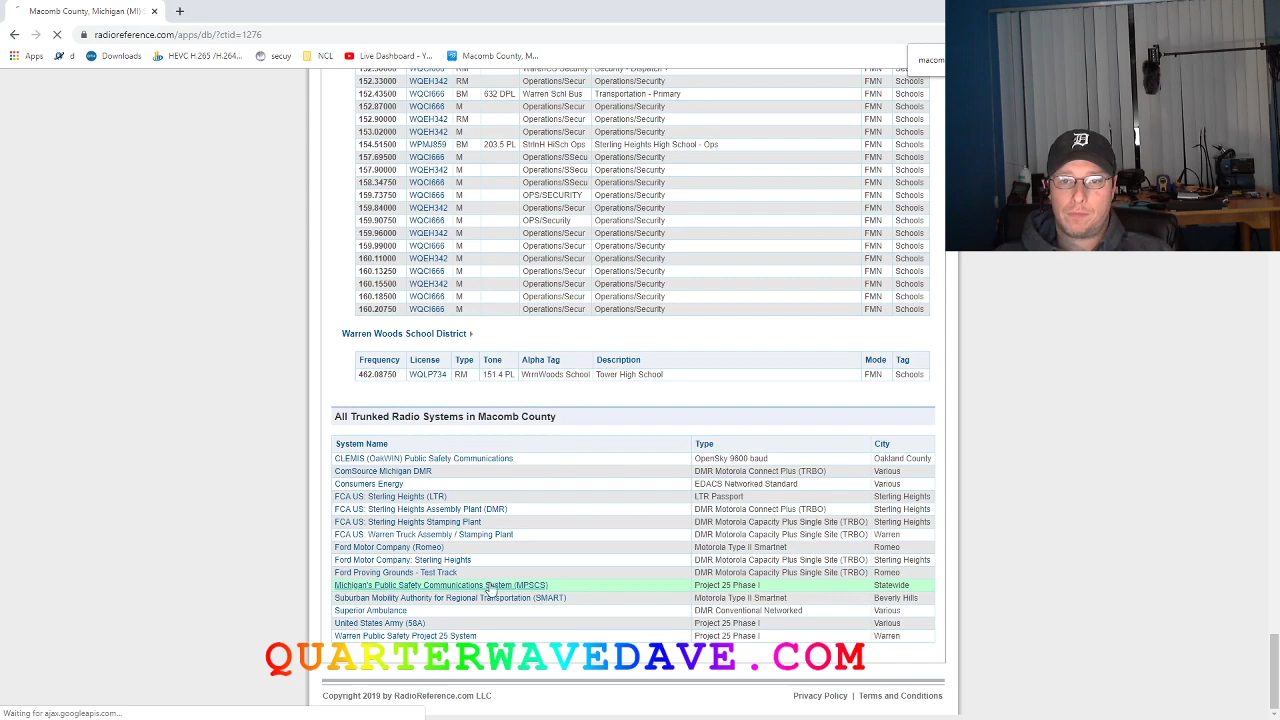 Macomb County, Michigan (MI)
radioreference.com/apps/db/?ctid=1276
Apps d Downloads HEVC H.265 /H.264... secuy NCL Live Dashboard - Y... Macomb County, M...
macom
152.33000 WQEH342 RM Operations/Secur Operations/Security FMN Schools
152.43500 WQCI666 BM 632 DPL Warren Schl Bus Transportation - Primary FMN Schools
152.87000 WQCI666 M Operations/Secur Operations/Security FMN Schools
152.90000 WQEH342 RM Operations/Secur Operations/Security FMN Schools
153.02000 WQEH342 M Operations/Secur Operations/Security FMN Schools
154.51500 WPMJ859 BM 203.5 PL StrlnH HiSch Ops Sterling Heights High School - Ops FMN Schools
157.69500 WQCI666 M Operations/SSecu Operations/Security FMN Schools
157.90000 WQCI666 M Operations/SSecu Operations/Security FMN Schools
158.34750 WQCI666 M Operations/SSecu Operations/Security FMN Schools
159.73750 WQCI666 M OPS/SECURITY Operations/Security FMN Schools
159.84000 WQEH342 M Operations/Secur Operations/Security FMN Schools
159.90750 WQCI666 M OPS/Security Operations/Security FMN Schools
159.96000 WQEH342 M Operations/Secur Operations/Security FMN Schools
159.99000 WQCI666 M Operations/Secur Operations/Security FMN Schools
160.11000 WQEH342 M Operations/Secur Operations/Security FMN Schools
160.13250 WQCI666 M Operations/Secur Operations/Security FMN Schools
160.15500 WQEH342 M Operations/Secur Operations/Security FMN Schools
160.18500 WQCI666 M Operations/Secur Operations/Security FMN Schools
160.20750 WQCI666 M Operations/Secur Operations/Security FMN Schools
Warren Woods School District
Frequency License Type Tone Alpha Tag Description Mode Tag
462.08750 WQLP734 RM 151.4 PL WrrnWoods School Tower High School FMN Schools
All Trunked Radio Systems in Macomb County
System Name Type City
CLEMIS (OakWIN) Public Safety Communications OpenSky 9600 baud Oakland County
ComSource Michigan DMR DMR Motorola Connect Plus (TRBO) Various
Consumers Energy EDACS Networked Standard Various
FCA US: Sterling Heights (LTR) LTR Passport Sterling Heights
FCA US: Sterling Heights Assembly Plant (DMR) DMR Motorola Connect Plus (TRBO) Sterling Heights
FCA US: Sterling Heights Stamping Plant DMR Motorola Capacity Plus Single Site (TRBO) Sterling Heights
FCA US: Warren Truck Assembly / Stamping Plant DMR Motorola Capacity Plus Single Site (TRBO) Warren
Ford Motor Company (Romeo) Motorola Type II Smartnet Romeo
Ford Motor Company: Sterling Heights DMR Motorola Capacity Plus Single Site (TRBO) Sterling Heights
Ford Proving Grounds - Test Track DMR Motorola Capacity Plus Single Site (TRBO) Romeo
Michigan's Public Safety Communications System (MPSCS) Project 25 Phase I Statewide
Suburban Mobility Authority for Regional Transportation (SMART) Motorola Type II Smartnet Beverly Hills
Superior Ambulance DMR Conventional Networked Various
United States Army (58A) Project 25 Phase I Various
Warren Public Safety Project 25 System Project 25 Phase I Warren
QUARTERWAVEDAVE.COM
Copyright 2019 by RadioReference.com LLC Privacy Policy | Terms and Conditions
Waiting for ajax.googleapis.com...